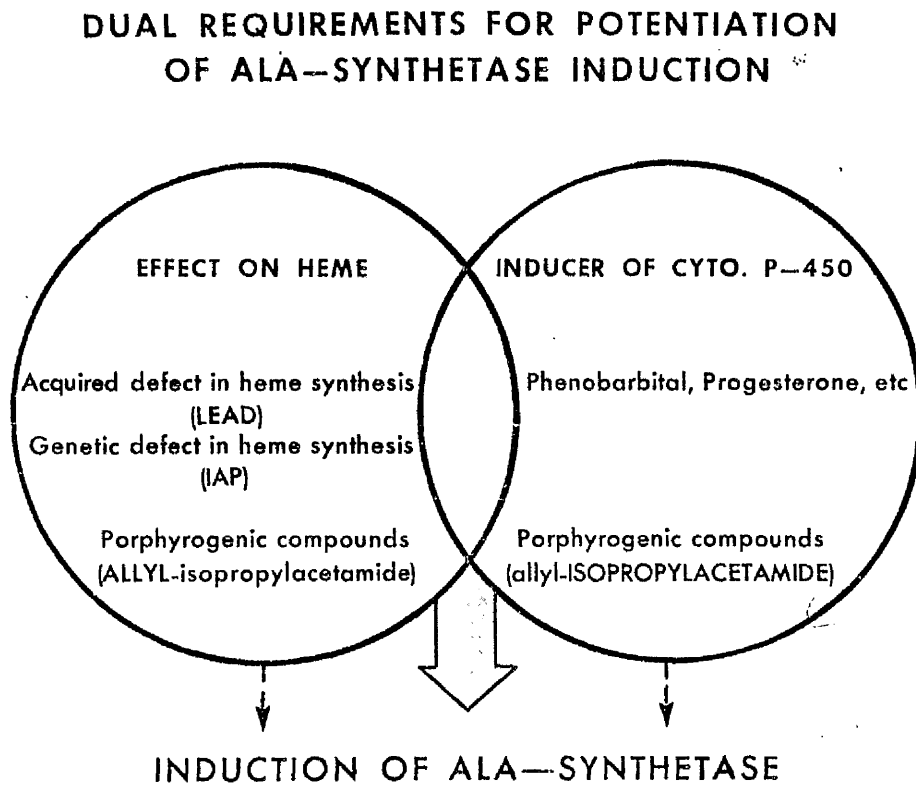 DUAL REQUIREMENTS FOR POTENTIATION
OF ALA—SYNTHETASE INDUCTION
EFFECT ON HEME
Acquired defect in heme synthesis
(LEAD)
Genetic defect in heme synthesis
(IAP)
Porphyrogenic compounds
(ALLYL-isopropylacetamide)
INDUCER OF CYTO. P—450
Phenobarbital, Progesterone, etc
Porphyrogenic compounds
(allyl-ISOPROPYLACETAMIDE)
INDUCTION OF ALA—SYNTHETASE